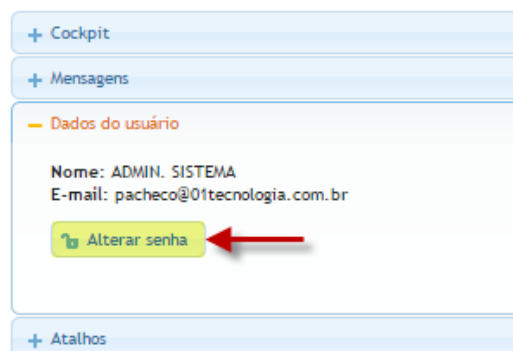 Cockpit
Mensagens
Dados do usuário
Nome: ADMIN. SISTEMA
E-mail: pacheco@01tecnologia.com.br
Alterar senha
Atalhos